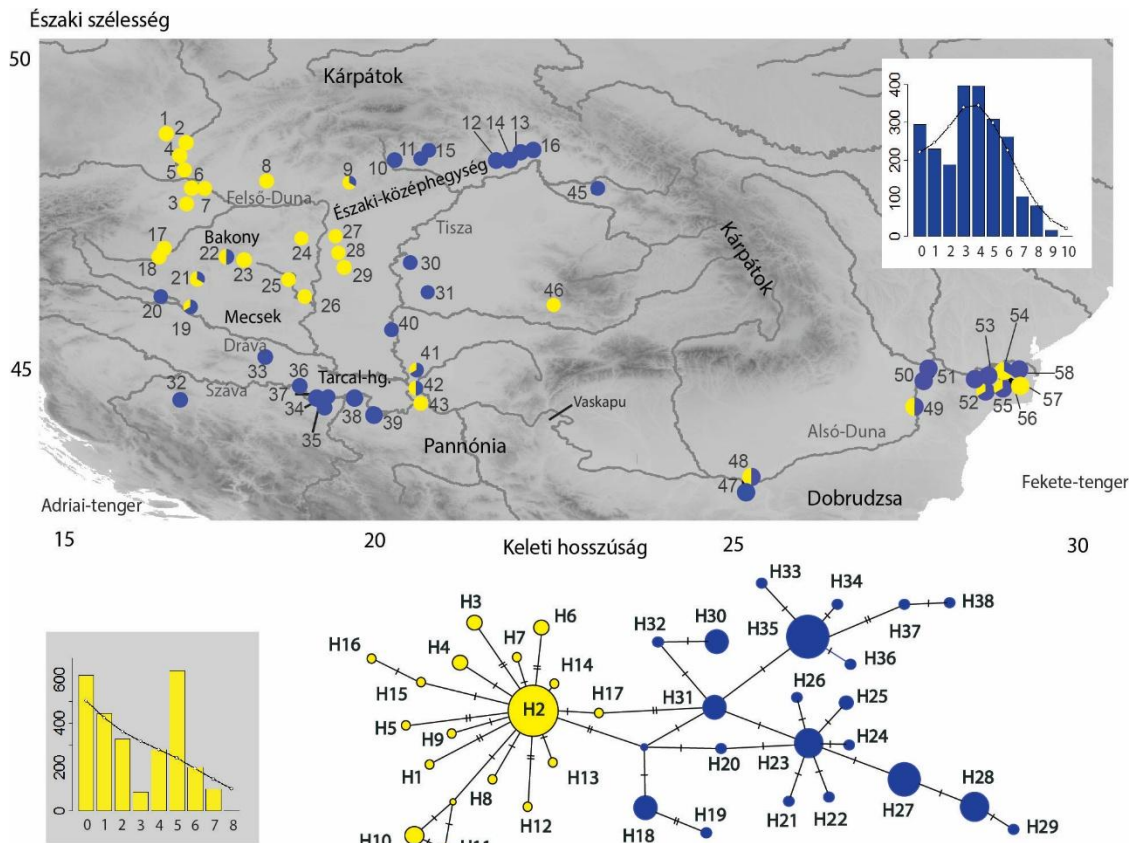 Északi szélesség
50
45
Kárpátok
Kárpátok
Északi-középhegység
Felső-Duna
Tisza
Bakony
Mecsek
Dráva
Száva
Tarcal-hg.
Vaskapu
Pannónia
Alsó-Duna
Dobrudzsa
Adriai-tenger
Fekete-tenger
1
2
4
5
6
3
7
8
9
10
11
15
12
14
13
16
45
17
18
22
23
21
20
19
24
25
26
27
28
29
30
31
46
40
41
42
43
32
33
36
37
34
35
38
39
47
48
49
50
51
52
53
54
55
56
57
58
400
300
200
100
0
0 1 2 3 4 5 6 7 8 9 10
15
20
25
30
Keleti hosszúság
600
400
200
0
0 1 2 3 4 5 6 7 8
H3
H6
H7
H4
H16
H14
H15
H2
H17
H5
H9
H1
H8
H13
H12
H10
H11
H33
H34
H35
H38
H37
H36
H32
H30
H31
H26
H25
H24
H20
H23
H21
H22
H27
H28
H29
H18
H19